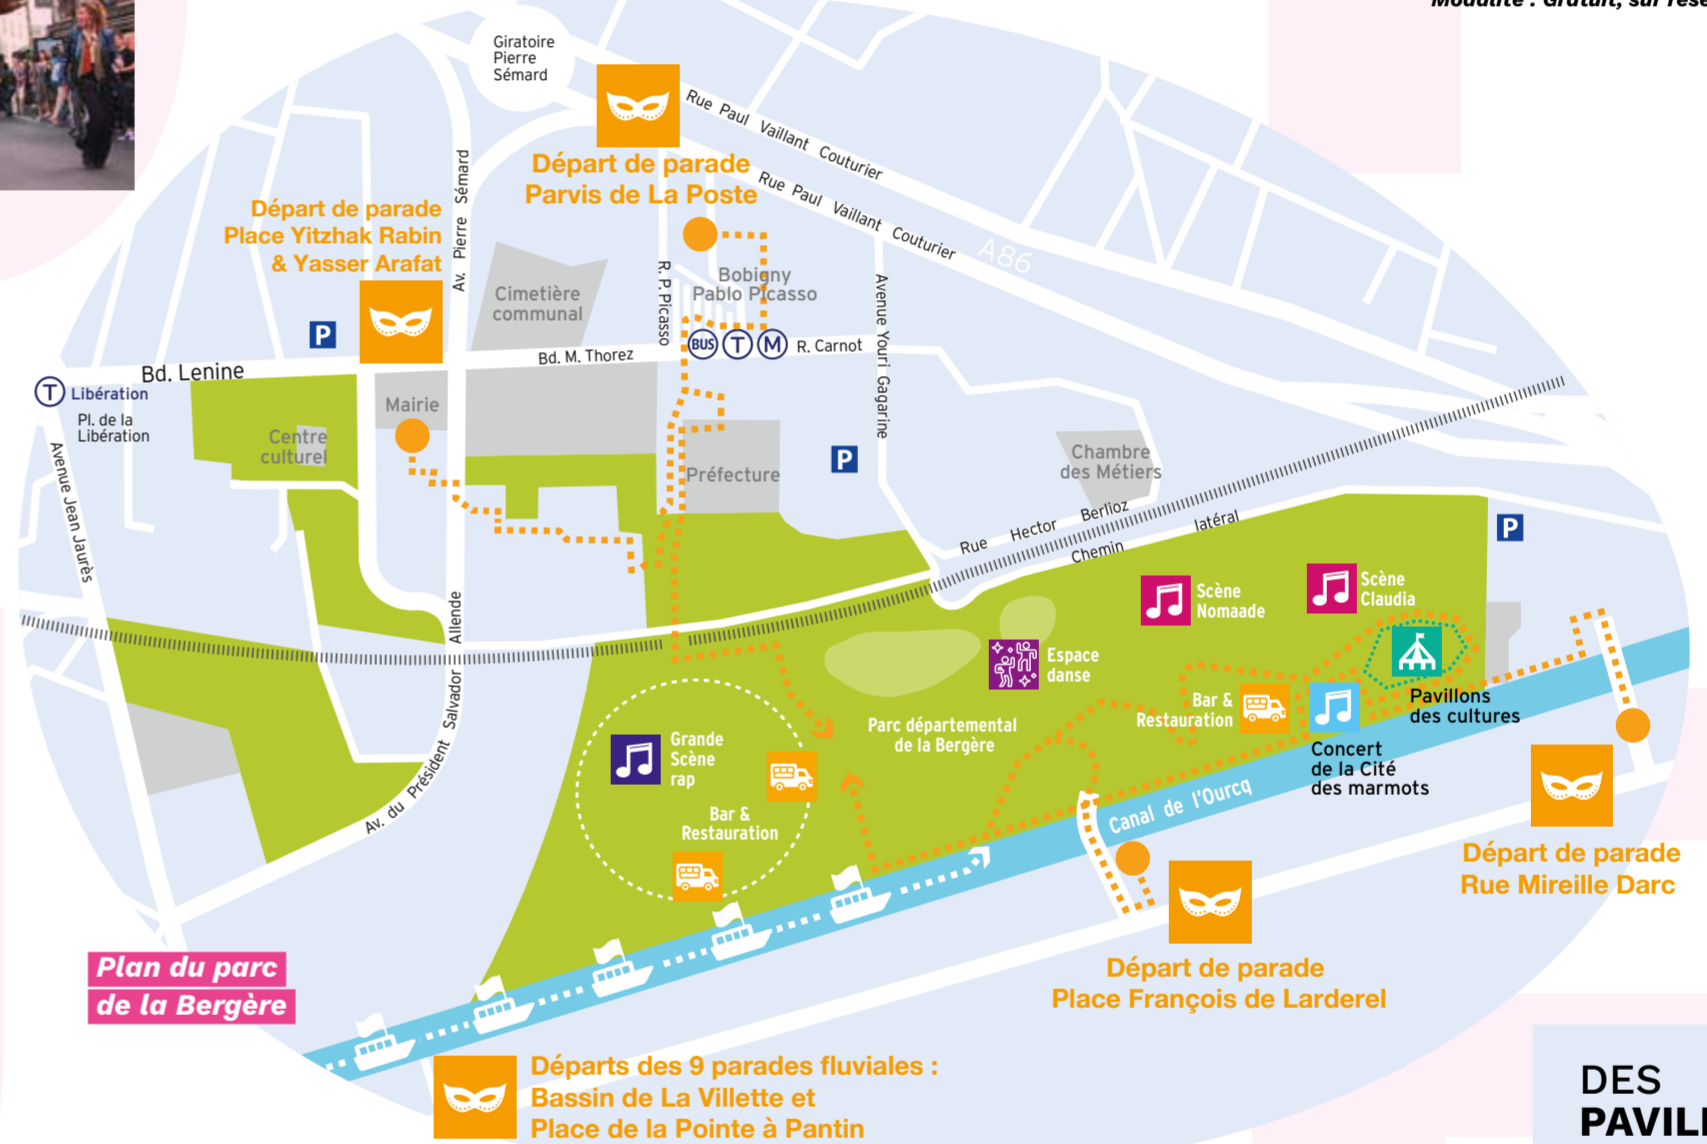 Giratoire
Pierre
Sémard
Rue Paul Vaillant Couturier
Départ de parade
Parvis de La Poste
Rue Paul Vaillant Couturier
A86
Départ de parade
Place Yitzhak Rabin
& Yasser Arafat
Av. Pierre Sémard
Cimetière
communal
R. P. Picasso
Bobigny
Pablo Picasso
Avenue Youri Gagarine
P
BUS T M
R. Carnot
Bd. M. Thorez
Bd. Lenine
T Libération
Pl. de la
Libération
Mairie
Centre
culturel
Avenue Jean Jaurès
Préfecture
P
Chambre
des Métiers
Rue Hector Berlioz
Chemin latéral
P
Scène
Nomaade
Scène
Claudia
Av. du Président Salvador Allende
Espace
danse
Bar &
Restauration
Pavillons
des cultures
Parc départemental
de la Bergère
Grande
Scène
rap
Bar &
Restauration
Concert
de la Cité
des marmots
Canal de l'Ourcq
Départ de parade
Rue Mireille Darc
Départ de parade
Place François de Larderel
Plan du parc
de la Bergère
Départs des 9 parades fluviales :
Bassin de La Villette et
Place de la Pointe à Pantin
DES